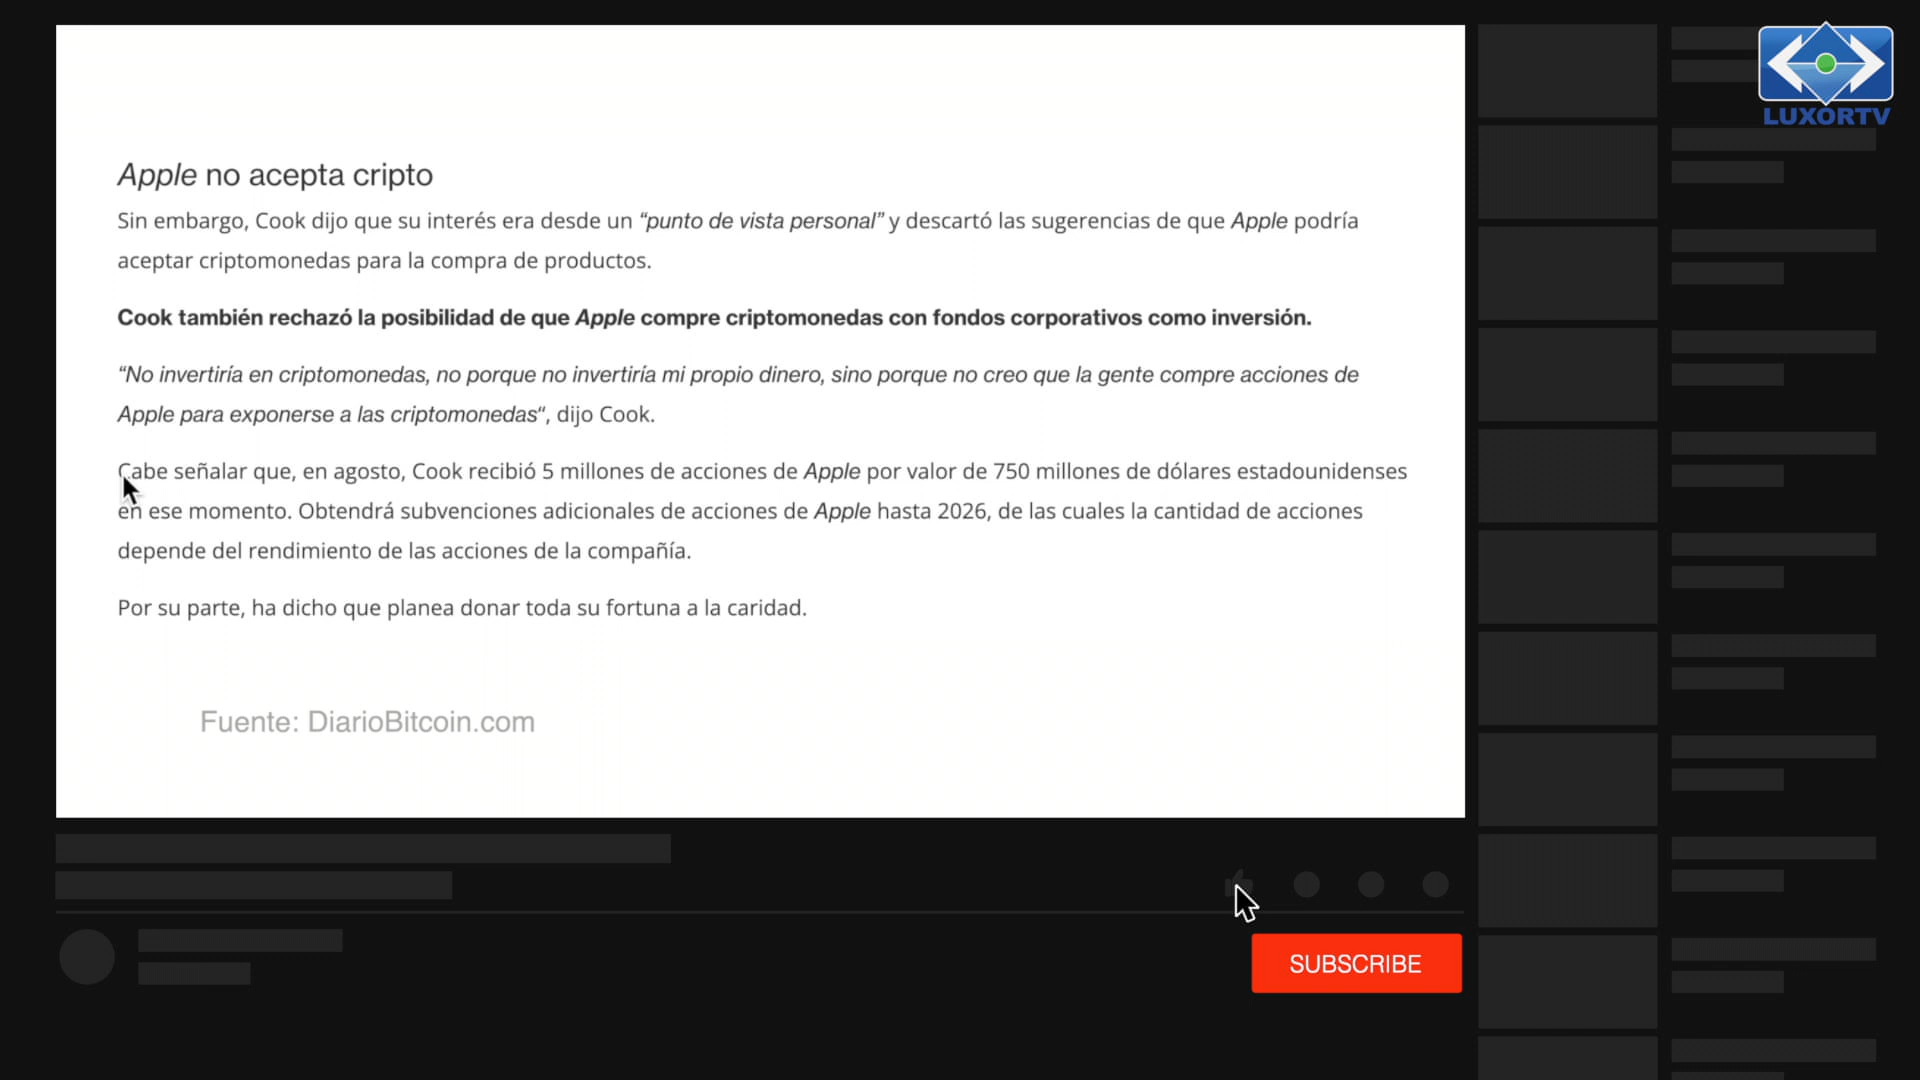 LUXORTV
Apple no acepta cripto
Sin embargo, Cook dijo que su interés era desde un “punto de vista personal” y descartó las sugerencias de que Apple podría
aceptar criptomonedas para la compra de productos.
Cook también rechazó la posibilidad de que Apple compre criptomonedas con fondos corporativos como inversión.
“No invertiría en criptomonedas, no porque no invertiría mi propio dinero, sino porque no creo que la gente compre acciones de
Apple para exponerse a las criptomonedas“, dijo Cook.
Cabe señalar que, en agosto, Cook recibió 5 millones de acciones de Apple por valor de 750 millones de dólares estadounidenses
en ese momento. Obtendrá subvenciones adicionales de acciones de Apple hasta 2026, de las cuales la cantidad de acciones
depende del rendimiento de las acciones de la compañía.
Por su parte, ha dicho que planea donar toda su fortuna a la caridad.
Fuente: DiarioBitcoin.com
SUBSCRIBE